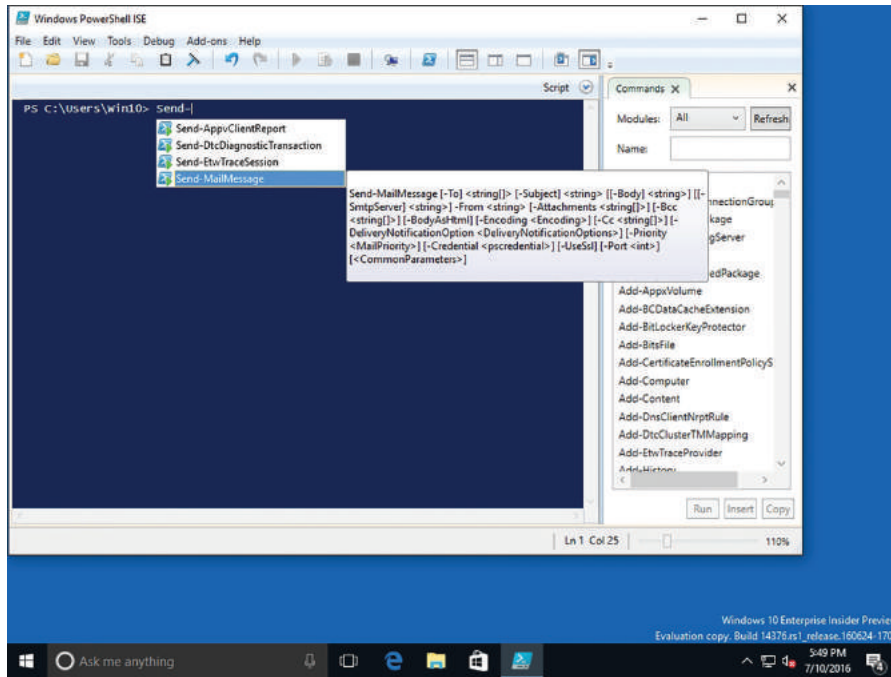 Windows PowerShell ISE
File Edit View Tools Debug Add-ons Help
Script
Commands
PS C:\Users\Win10> Send-
Modules: All Refresh
Name:
Send-AppvClientReport
Send-DtcDiagnosticTransaction
Send-EtwTraceSession
Send-MailMessage
Send-MailMessage [-To] <string[]> [-Subject] <string> [[-Body] <string>] [[-
SmtpServer] <string>] -From <string> [-Attachments <string[]>] [-Bcc
<string[]>] [-BodyAsHtml] [-Encoding <Encoding>] [-Cc <string[]>] [-
DeliveryNotificationOption <DeliveryNotificationOptions>] [-Priority
<MailPriority>] [-Credential <pscredential>] [-UseSsl] [-Port <int>]
[<CommonParameters>]
nnectionGroup
kage
gServer
edPackage
Add-AppxVolume
Add-BCDataCacheExtension
Add-BitLockerKeyProtector
Add-BitsFile
Add-CertificateEnrollmentPolicyS
Add-Computer
Add-Content
Add-DnsClientNrptRule
Add-DtcClusterTMMapping
Add-EtwTraceProvider
Add-History
Run Insert Copy
Ln 1 Col 25 110%
Windows 10 Enterprise Insider Previe
Evaluation copy. Build 14376.rs1_release.160624-170
Ask me anything
5:49 PM
7/10/2016
4